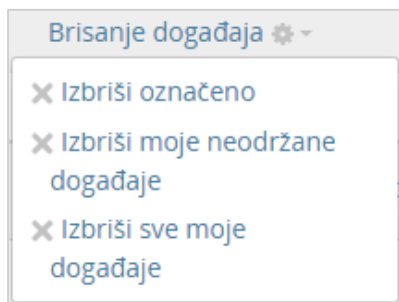 Brisanje događaja
Izbriši označeno
Izbriši moje neodržane
događaje
Izbriši sve moje
događaje